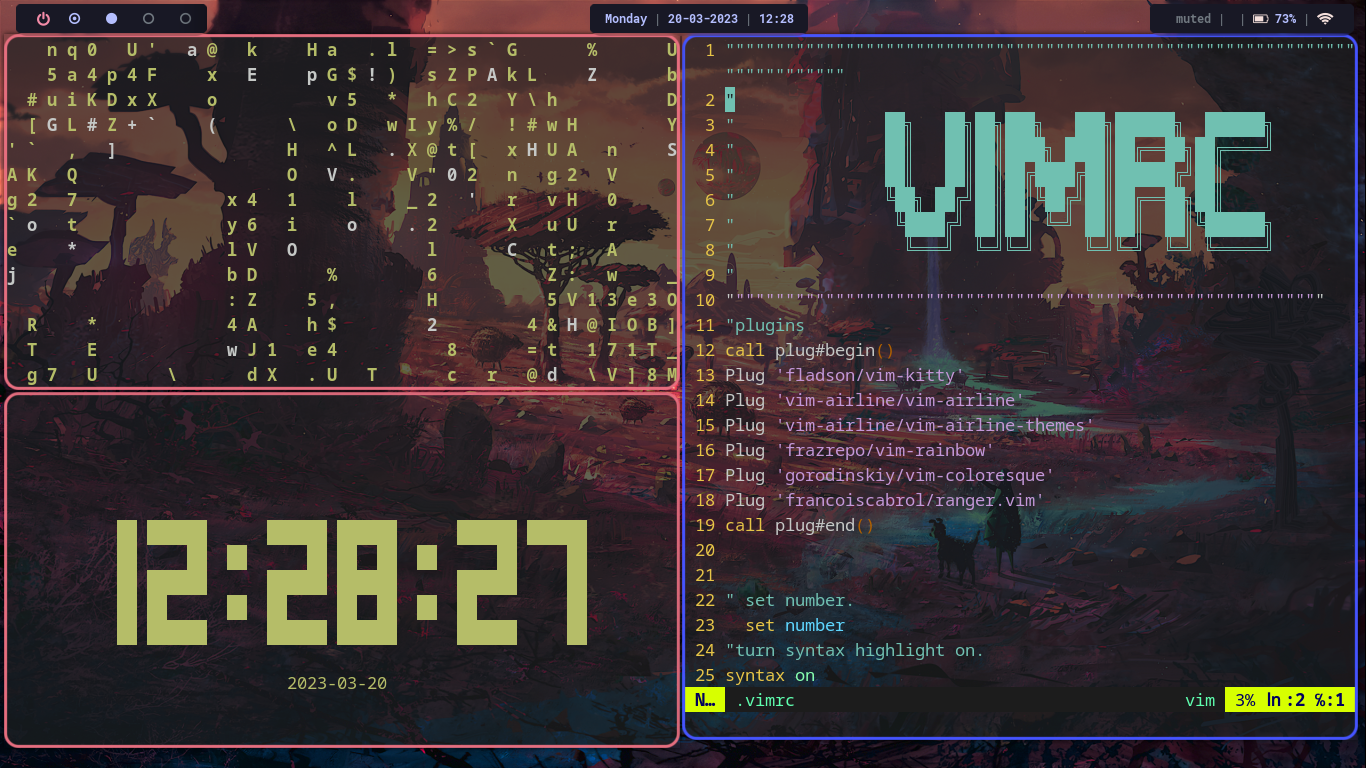 Monday | 20-03-2023 | 12:28
muted | | 73% |
n q 0 U ' a @ k H a . l = > s ` G % U
5 a 4 p 4 F x E p G $ ! ) s Z P A k L Z b
# u i K D x X o v 5 * h C 2 Y \ h D
[ G L # Z + ` ( \ o D w I y % / ! # w H Y
' ` , ] H ^ L . X @ t [ x H U A n S
A K Q O V . V " 0 2 n g 2 V
g 2 7 x 4 1 l _ 2 ' r v H 0
` o t y 6 i o . 2 X u U r
e * l V O l C t ; A
j b D % 6 Z : w _
: Z 5 , H 5 V 1 3 e 3 O
R * 4 A h $ 2 4 & H @ I O B ]
T E w J 1 e 4 8 = t 1 7 1 T _
g 7 U \ d X . U T c r @ d \ V ] 8 M
12:28:27
2023-03-20
1 """"""""""""""""""""""""""""""""""""""""""""""""""""""""""""""""
""""""""""""
2 "
3 "
4 "
5 "
6 "
7 "
8 "
VIMRC
9 "
10 """"""""""""""""""""""""""""""""""""""""""""""""""""""""""""
11 "plugins
12 call plug#begin()
13 Plug 'fladson/vim-kitty'
14 Plug 'vim-airline/vim-airline'
15 Plug 'vim-airline/vim-airline-themes'
16 Plug 'frazrepo/vim-rainbow'
17 Plug 'gorodinskiy/vim-coloresque'
18 Plug 'francoiscabrol/ranger.vim'
19 call plug#end()
20
21
22 " set number.
23 set number
24 "turn syntax highlight on.
25 syntax on
N… .vimrc vim 3% ln :2 ℅:1